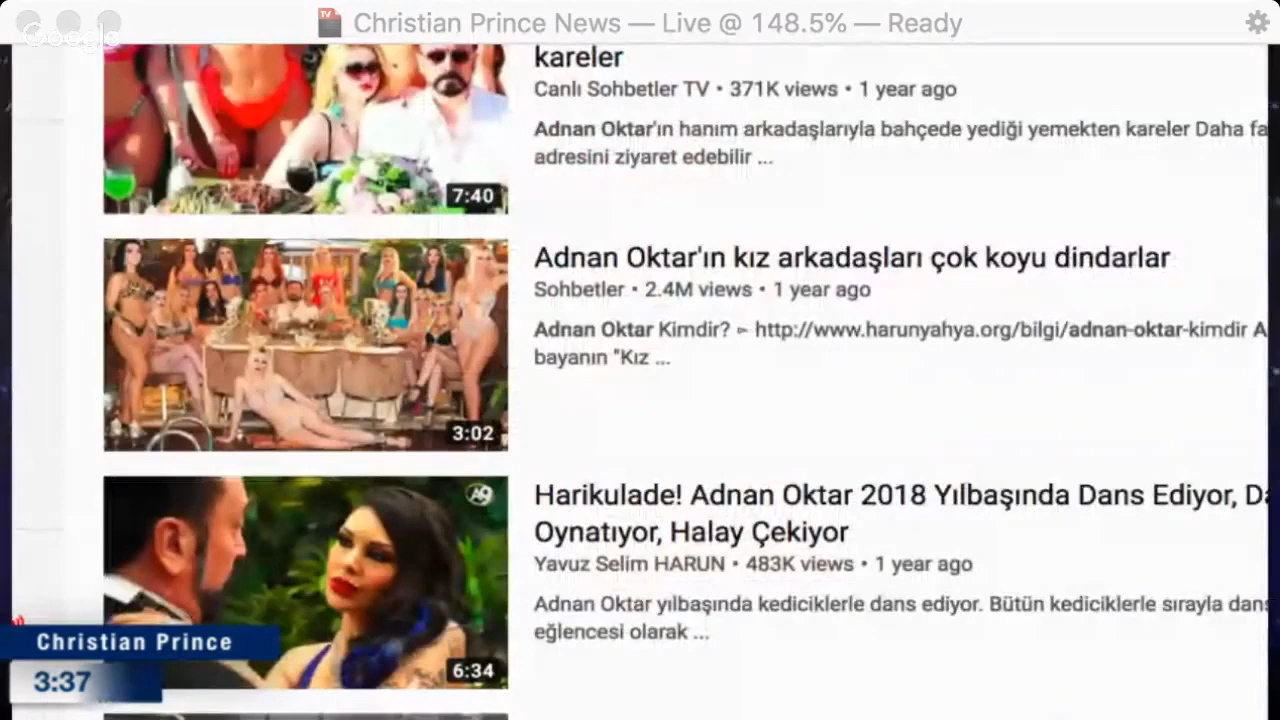 Christian Prince News — Live @ 148.5% — Ready
Google
kareler
Canlı Sohbetler TV • 371K views • 1 year ago
Adnan Oktar'ın hanım arkadaşlarıyla bahçede yediği yemekten kareler Daha fa
adresini ziyaret edebilir ...
7:40
Adnan Oktar'ın kız arkadaşları çok koyu dindarlar
Sohbetler • 2.4M views • 1 year ago
Adnan Oktar Kimdir? ► http://www.harunyahya.org/bilgi/adnan-oktar-kimdir A
bayanın "Kız ...
3:02
Harikulade! Adnan Oktar 2018 Yılbaşında Dans Ediyor, Da
Oynatıyor, Halay Çekiyor
Yavuz Selim HARUN • 483K views • 1 year ago
Adnan Oktar yılbaşında kediciklerle dans ediyor. Bütün kediciklerle sırayla dans
eğlencesi olarak ...
A9
6:34
Christian Prince
3:37